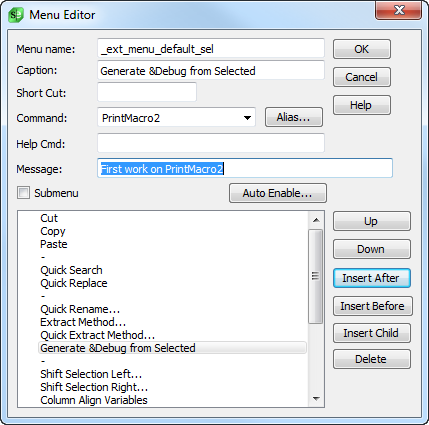 Menu Editor
Menu name: _ext_menu_default_sel OK
Caption: Generate &Debug from Selected Cancel
Short Cut: Help
Command: PrintMacro2 Alias...
Help Cmd:
Message: First work on PrintMacro2
Submenu Auto Enable...
Cut Up
Copy
Paste Down
-
Quick Search Insert After
Quick Replace
- Insert Before
Quick Rename...
Extract Method... Insert Child
Quick Extract Method...
Generate &Debug from Selected Delete
-
Shift Selection Left...
Shift Selection Right...
Column Align Variables